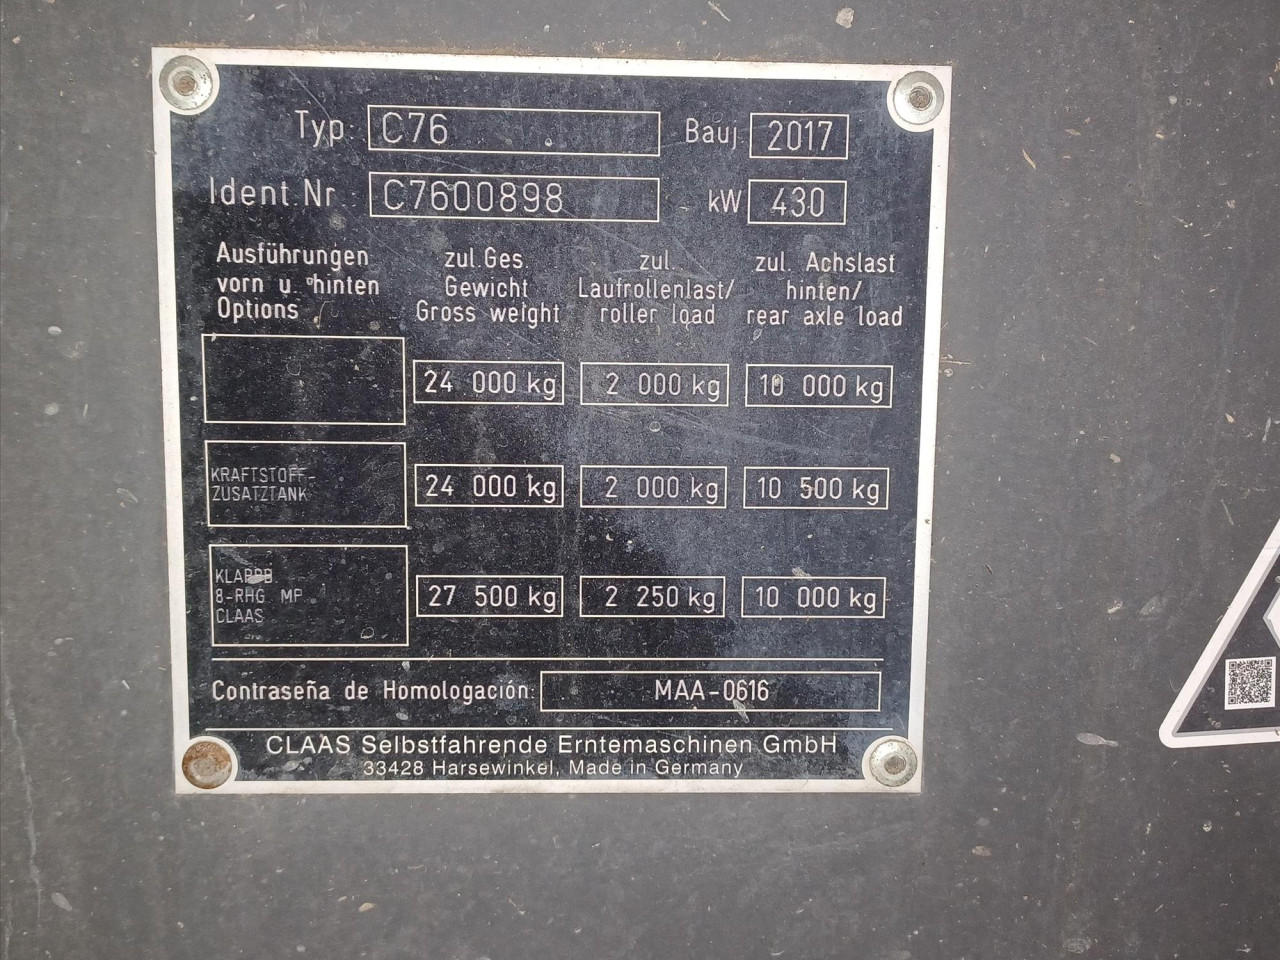 Typ: C76 Bauj. 2017
Ident.Nr.: C7600898 kW 430
Ausführungen vorn u. hinten
Options
zul.Ges. Gewicht
Gross weight
zul. Laufrollenlast/
roller load
zul. Achslast hinten/
rear axle load
24 000 kg 2 000 kg 10 000 kg
KRAFTSTOFF-
ZUSATZTANK
24 000 kg 2 000 kg 10 500 kg
8-RHG MP
CLAAS
27 500 kg 2 250 kg 10 000 kg
Contraseña de Homologación: MAA-0616
CLAAS Selbstfahrende Erntemaschinen GmbH
33428 Harsewinkel, Made in Germany